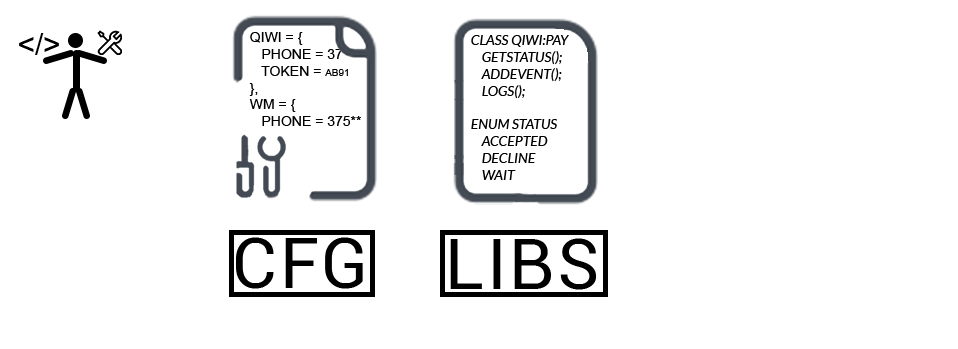 </>
QIWI = {
PHONE = 37
TOKEN = AB91
},
WM = {
PHONE = 375**
CFG
CLASS QIWI:PAY
GETSTATUS();
ADDEVENT();
LOGS();
ENUM STATUS
ACCEPTED
DECLINE
WAIT
LIBS